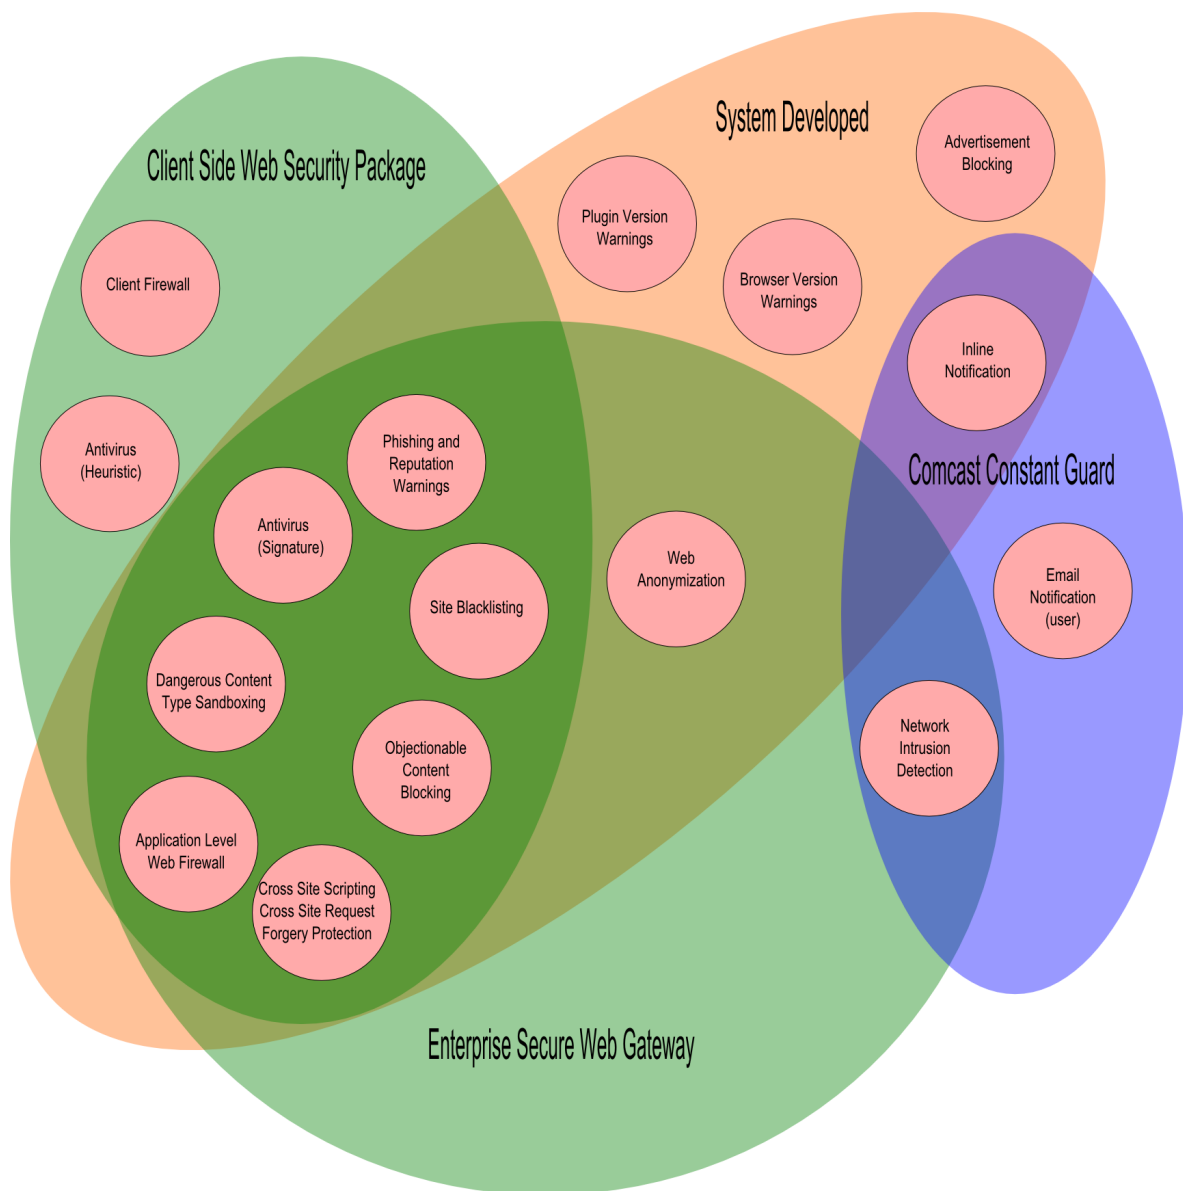 System Developed
Advertisement
Blocking
Client Side Web Security Package
Plugin Version
Warnings
Browser Version
Warnings
Client Firewall
Inline
Notification
Antivirus
(Heuristic)
Phishing and
Reputation
Warnings
Comcast Constant Guard
Antivirus
(Signature)
Web
Anonymization
Email
Notification
(user)
Site Blacklisting
Dangerous Content
Type Sandboxing
Network
Intrusion
Detection
Objectionable
Content
Blocking
Application Level
Web Firewall
Cross Site Scripting
Cross Site Request
Forgery Protection
Enterprise Secure Web Gateway